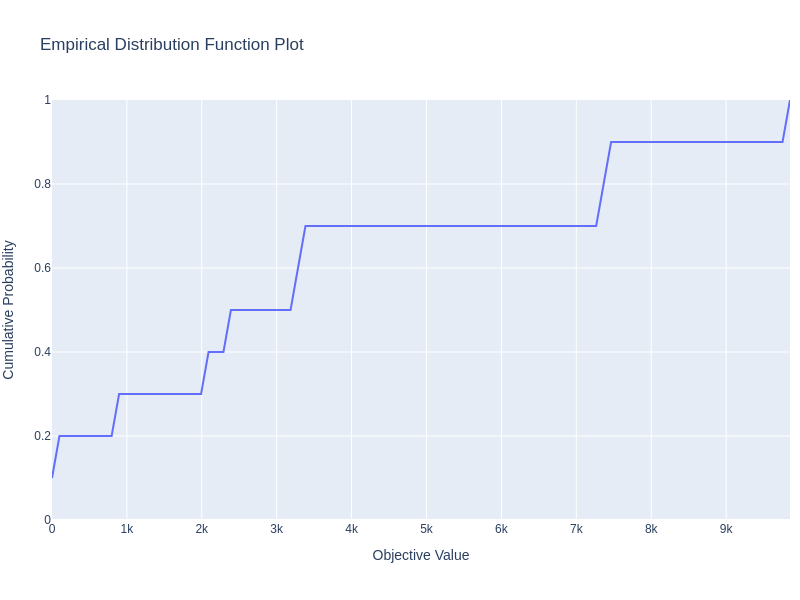 Empirical Distribution Function Plot
1
0.8
0.6
0.4
0.2
0
Cumulative Probability
0 1k 2k 3k 4k 5k 6k 7k 8k 9k
Objective Value